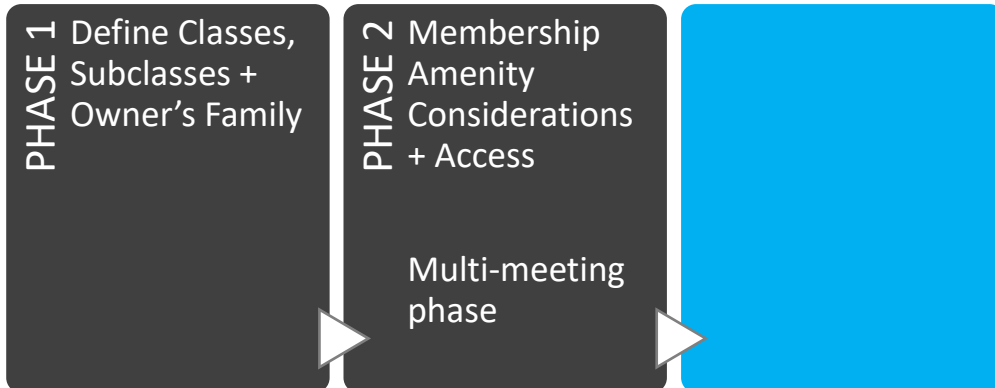 PHASE 1
Define Classes,
Subclasses +
Owner’s Family
PHASE 2
Membership
Amenity
Considerations
+ Access
Multi-meeting
phase